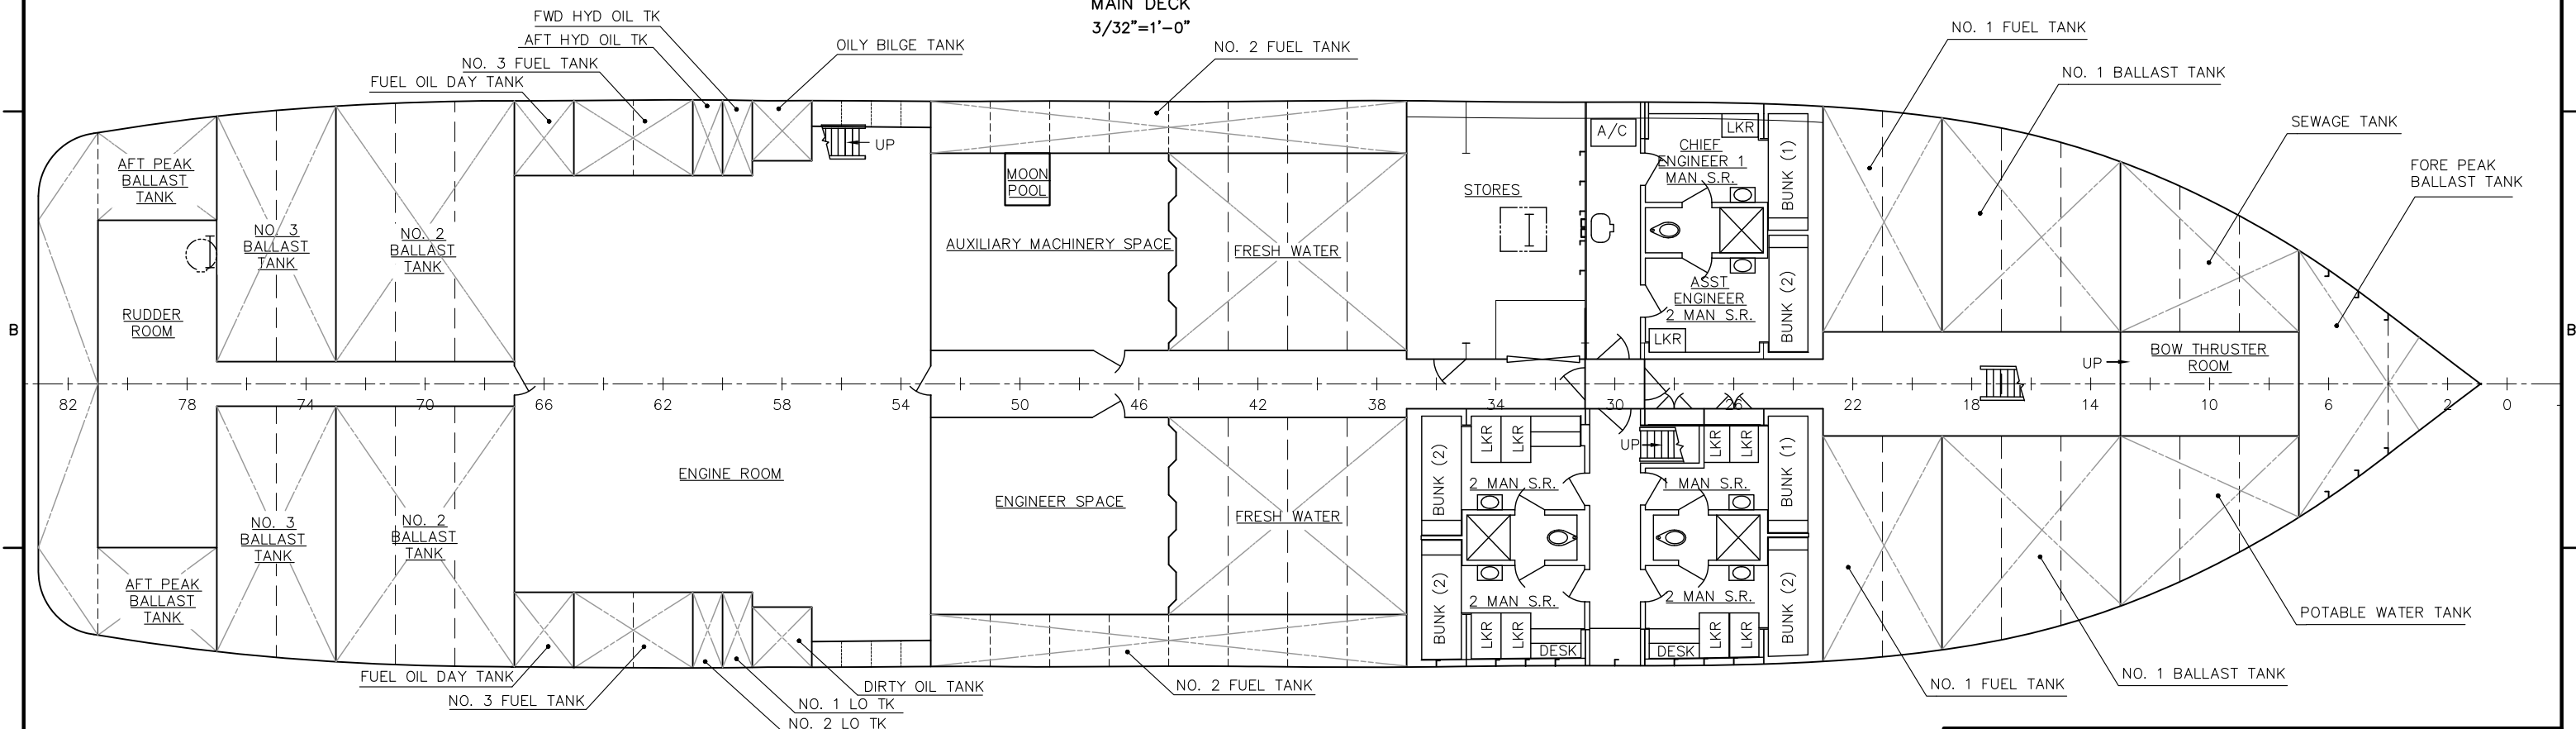 MAIN DECK
3/32"=1'-0"
FWD HYD OIL TK
AFT HYD OIL TK
NO. 3 FUEL TANK
FUEL OIL DAY TANK
OILY BILGE TANK
NO. 2 FUEL TANK
NO. 1 FUEL TANK
NO. 1 BALLAST TANK
SEWAGE TANK
FORE PEAK
BALLAST TANK
AFT PEAK
BALLAST
TANK
NO. 3
BALLAST
TANK
NO. 2
BALLAST
TANK
UP
MOON
POOL
AUXILIARY MACHINERY SPACE
FRESH WATER
STORES
A/C
LKR
CHIEF
ENGINEER 1
MAN S.R.
BUNK (1)
ASST
ENGINEER
2 MAN S.R.
BUNK (2)
LKR
RUDDER
ROOM
B
B
UP
BOW THRUSTER
ROOM
82
78
74
70
66
62
58
54
50
46
42
38
34
30
26
22
18
14
10
6
2
0
ENGINE ROOM
ENGINEER SPACE
FRESH WATER
BUNK (2)
LKR
LKR
2 MAN S.R.
UP
LKR
LKR
1 MAN S.R.
BUNK (1)
BUNK (2)
2 MAN S.R.
LKR
LKR
DESK
2 MAN S.R.
DESK
LKR
LKR
BUNK (2)
NO. 3
BALLAST
TANK
NO. 2
BALLAST
TANK
AFT PEAK
BALLAST
TANK
FUEL OIL DAY TANK
NO. 3 FUEL TANK
DIRTY OIL TANK
NO. 1 LO TK
NO. 2 LO TK
NO. 2 FUEL TANK
NO. 1 FUEL TANK
NO. 1 BALLAST TANK
POTABLE WATER TANK